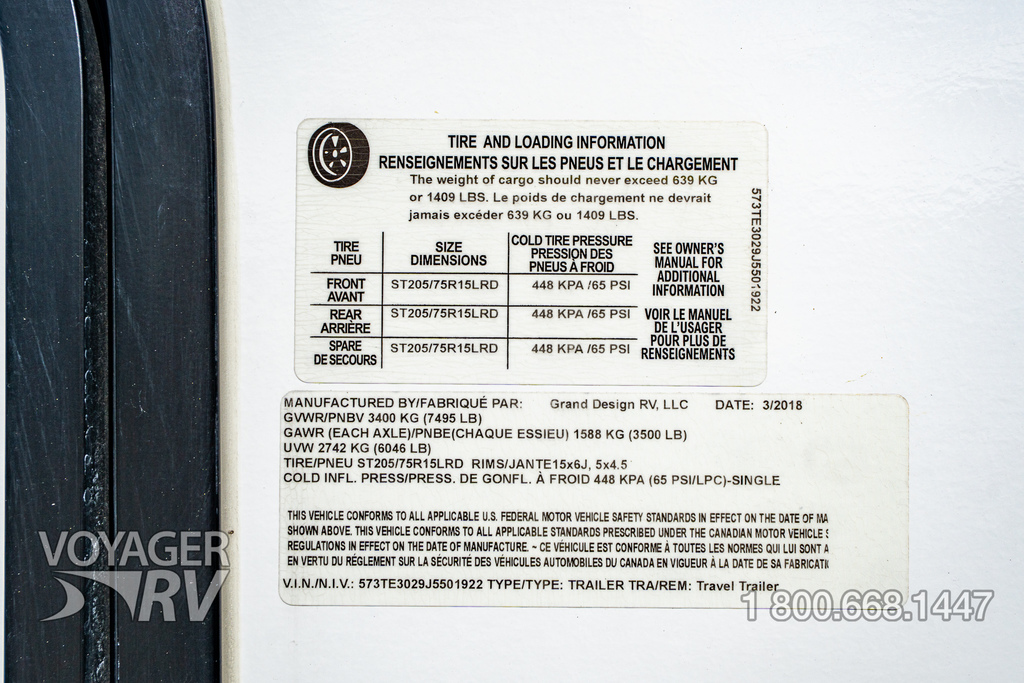 TIRE AND LOADING INFORMATION
RENSEIGNEMENTS SUR LES PNEUS ET LE CHARGEMENT
The weight of cargo should never exceed 639 KG
or 1409 LBS. Le poids de chargement ne devrait
jamais excéder 639 KG ou 1409 LBS.
TIRE PNEU SIZE DIMENSIONS COLD TIRE PRESSURE PRESSION DES PNEUS À FROID
FRONT AVANT ST205/75R15LRD 448 KPA /65 PSI
REAR ARRIÈRE ST205/75R15LRD 448 KPA /65 PSI
SPARE DE SECOURS ST205/75R15LRD 448 KPA /65 PSI
SEE OWNER'S
MANUAL FOR
ADDITIONAL
INFORMATION
VOIR LE MANUEL
DE L'USAGER
POUR PLUS DE
RENSEIGNEMENTS
573TE3029J5501922
MANUFACTURED BY/FABRIQUÉ PAR: Grand Design RV, LLC DATE: 3/2018
GVWR/PNBV 3400 KG (7495 LB)
GAWR (EACH AXLE)/PNBE(CHAQUE ESSIEU) 1588 KG (3500 LB)
UVW 2742 KG (6046 LB)
TIRE/PNEU ST205/75R15LRD RIMS/JANTE15x6J, 5x4.5
COLD INFL. PRESS/PRESS. DE GONFL. À FROID 448 KPA (65 PSI/LPC)-SINGLE
THIS VEHICLE CONFORMS TO ALL APPLICABLE U.S. FEDERAL MOTOR VEHICLE SAFETY STANDARDS IN EFFECT ON THE DATE OF MA
SHOWN ABOVE. THIS VEHICLE CONFORMS TO ALL APPLICABLE STANDARDS PRESCRIBED UNDER THE CANADIAN MOTOR VEHICLE S
REGULATIONS IN EFFECT ON THE DATE OF MANUFACTURE. ~ CE VÉHICULE EST CONFORME À TOUTES LES NORMES QUI LUI SONT A
EN VERTU DU RÈGLEMENT SUR LA SÉCURITÉ DES VÉHICULES AUTOMOBILES DU CANADA EN VIGUEUR À LA DATE DE SA FABRICATI
V.I.N./N.I.V.: 573TE3029J5501922 TYPE/TYPE: TRAILER TRA/REM: Travel Trailer
VOYAGER
RV
1 800.668.1447